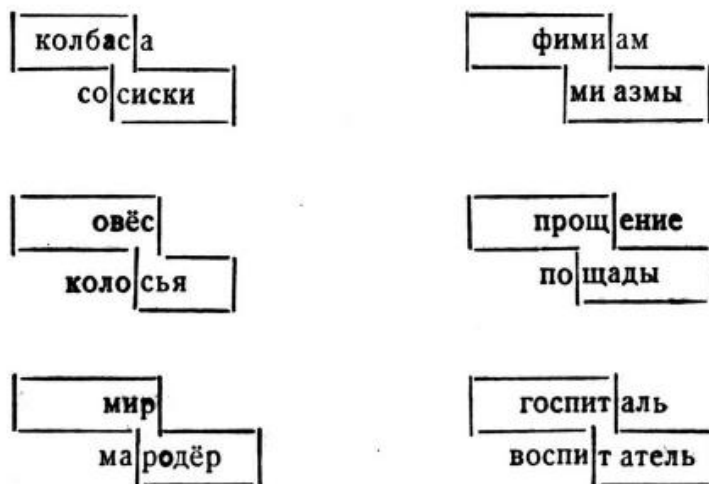 колбаса
сосиски
овёс
колосья
мир
мародёр
фимиам
миазмы
прощение
пощады
госпиталь
воспитатель